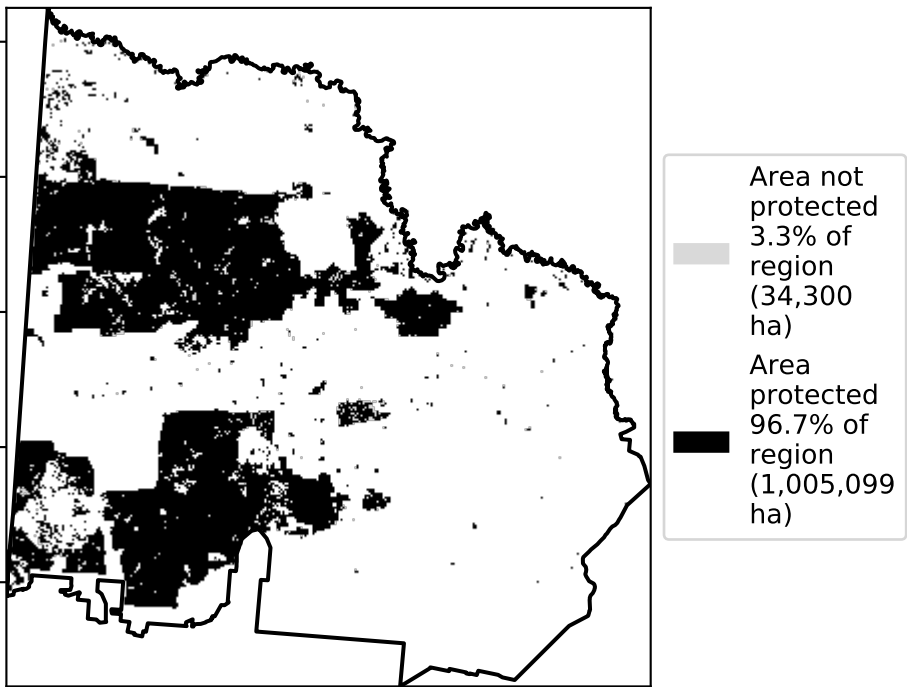 Area not
protected
3.3% of
region
(34,300
ha)
Area
protected
96.7% of
region
(1,005,099
ha)